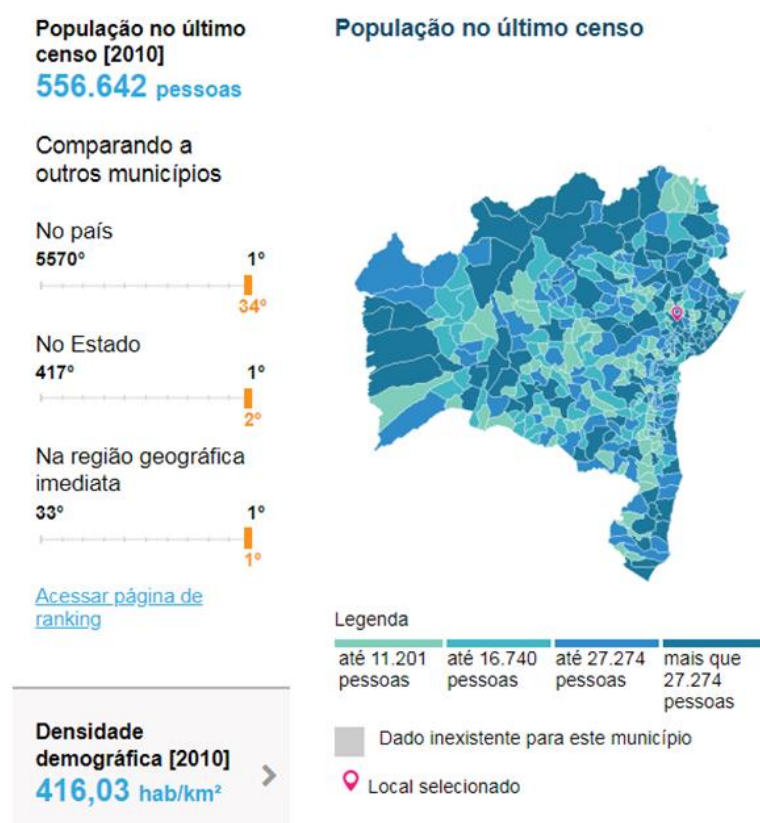 População no último
censo [2010]
556.642 pessoas
Comparando a
outros municípios
No país
5570º 1º
34º
No Estado
417º 1º
2º
Na região geográfica
imediata
33º 1º
1º
Acessar página de
ranking
Densidade
demográfica [2010]
416,03 hab/km²
População no último censo
Legenda
até 11.201
pessoas
até 16.740
pessoas
até 27.274
pessoas
mais que
27.274
pessoas
Dado inexistente para este município
Local selecionado